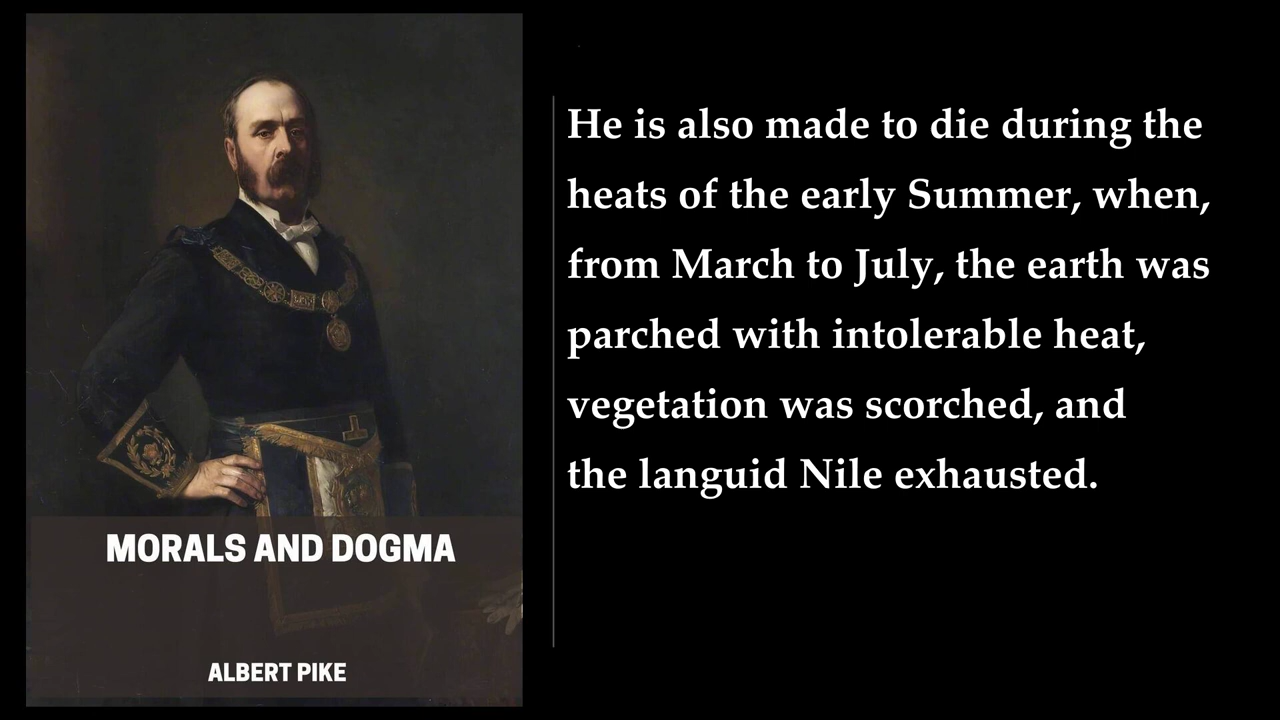 MORALS AND DOGMA
ALBERT PIKE
He is also made to die during the
heats of the early Summer, when,
from March to July, the earth was
parched with intolerable heat,
vegetation was scorched, and
the languid Nile exhausted.